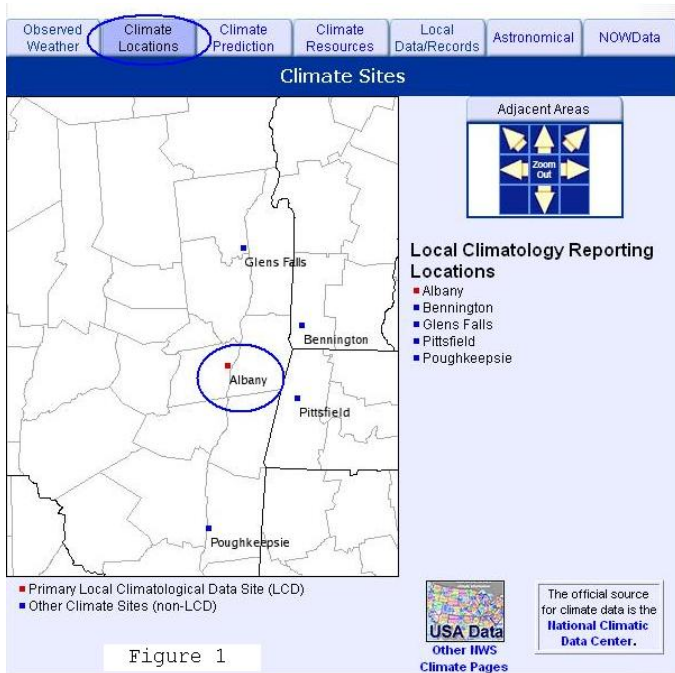 Observed Weather
Climate Locations
Climate Prediction
Climate Resources
Local Data/Records
Astronomical
NOWData
Climate Sites
Adjacent Areas
Zoom
Out
Glens Falls
Bennington
Albany
Pittsfield
Poughkeepsie
Local Climatology Reporting
Locations
Albany
Bennington
Glens Falls
Pittsfield
Poughkeepsie
Primary Local Climatological Data Site (LCD)
Other Climate Sites (non-LCD)
Figure 1
USA Data
Other NWS
Climate Pages
The official source
for climate data is the
National Climatic
Data Center.